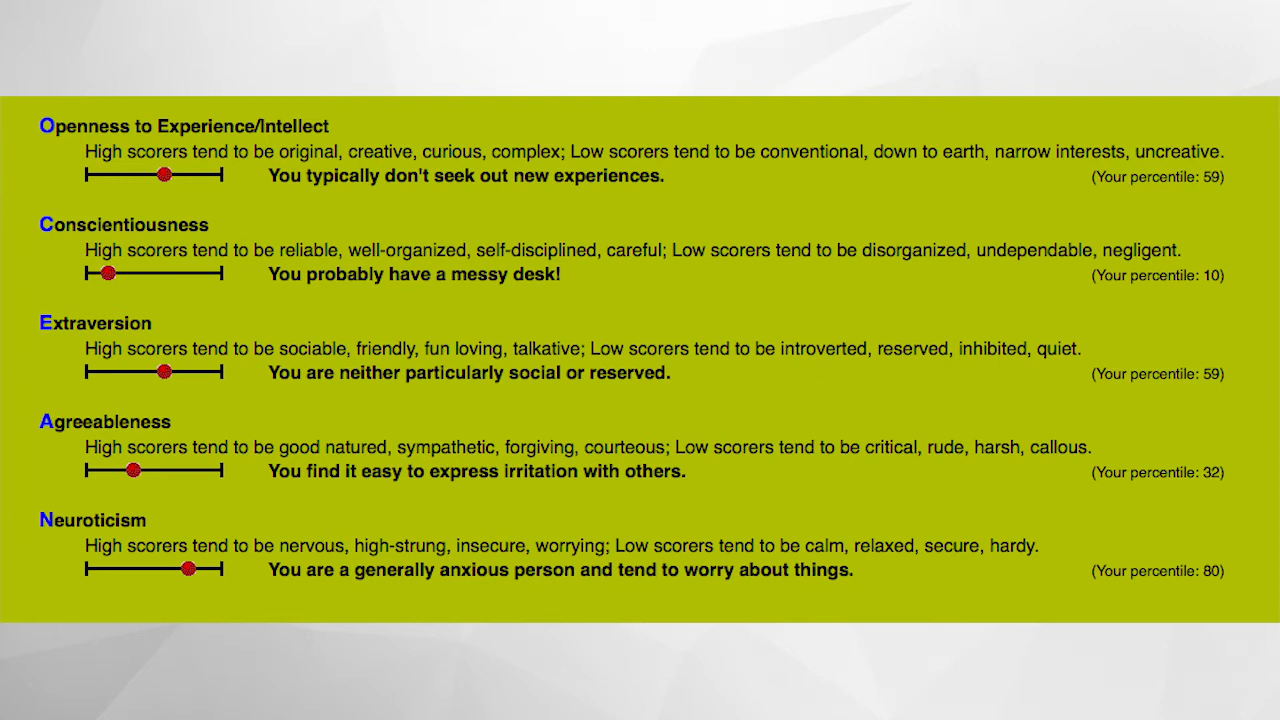 Openness to Experience/Intellect
High scorers tend to be original, creative, curious, complex; Low scorers tend to be conventional, down to earth, narrow interests, uncreative.
You typically don't seek out new experiences. (Your percentile: 59)
Conscientiousness
High scorers tend to be reliable, well-organized, self-disciplined, careful; Low scorers tend to be disorganized, undependable, negligent.
You probably have a messy desk! (Your percentile: 10)
Extraversion
High scorers tend to be sociable, friendly, fun loving, talkative; Low scorers tend to be introverted, reserved, inhibited, quiet.
You are neither particularly social or reserved. (Your percentile: 59)
Agreeableness
High scorers tend to be good natured, sympathetic, forgiving, courteous; Low scorers tend to be critical, rude, harsh, callous.
You find it easy to express irritation with others. (Your percentile: 32)
Neuroticism
High scorers tend to be nervous, high-strung, insecure, worrying; Low scorers tend to be calm, relaxed, secure, hardy.
You are a generally anxious person and tend to worry about things. (Your percentile: 80)